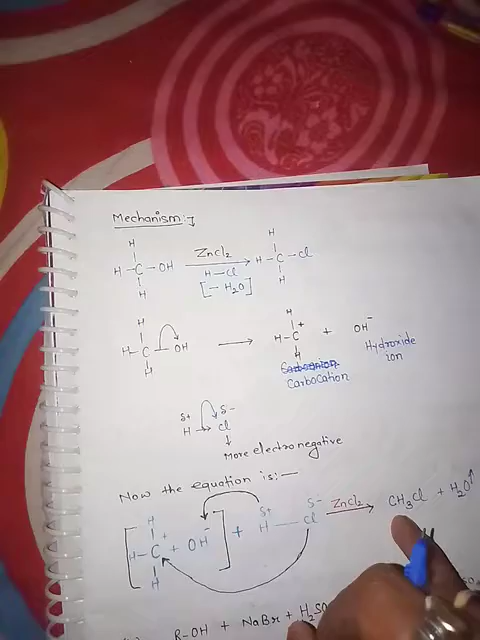 Mechanism:-
H
H-C-OH
H
ZnCl2
H-Cl
[-H2O]
H
H-C-Cl
H
H
H-C-OH
H
→
H
H-C+
H
+
OH-
Carbocation
Hydroxide
ion
δ+ δ-
H → Cl
↓
More electronegative
Now the equation is:-
[H
H-C+ + OH-]
H
+
δ+ δ-
H - Cl
ZnCl2
→
CH3Cl + H2O↑
R-OH + NaBr + H2SO